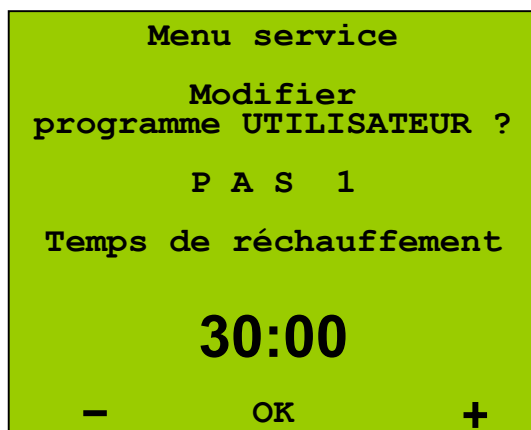 Menu service
Modifier
programme UTILISATEUR ?
P A S 1
Temps de réchauffement
30:00
− OK +